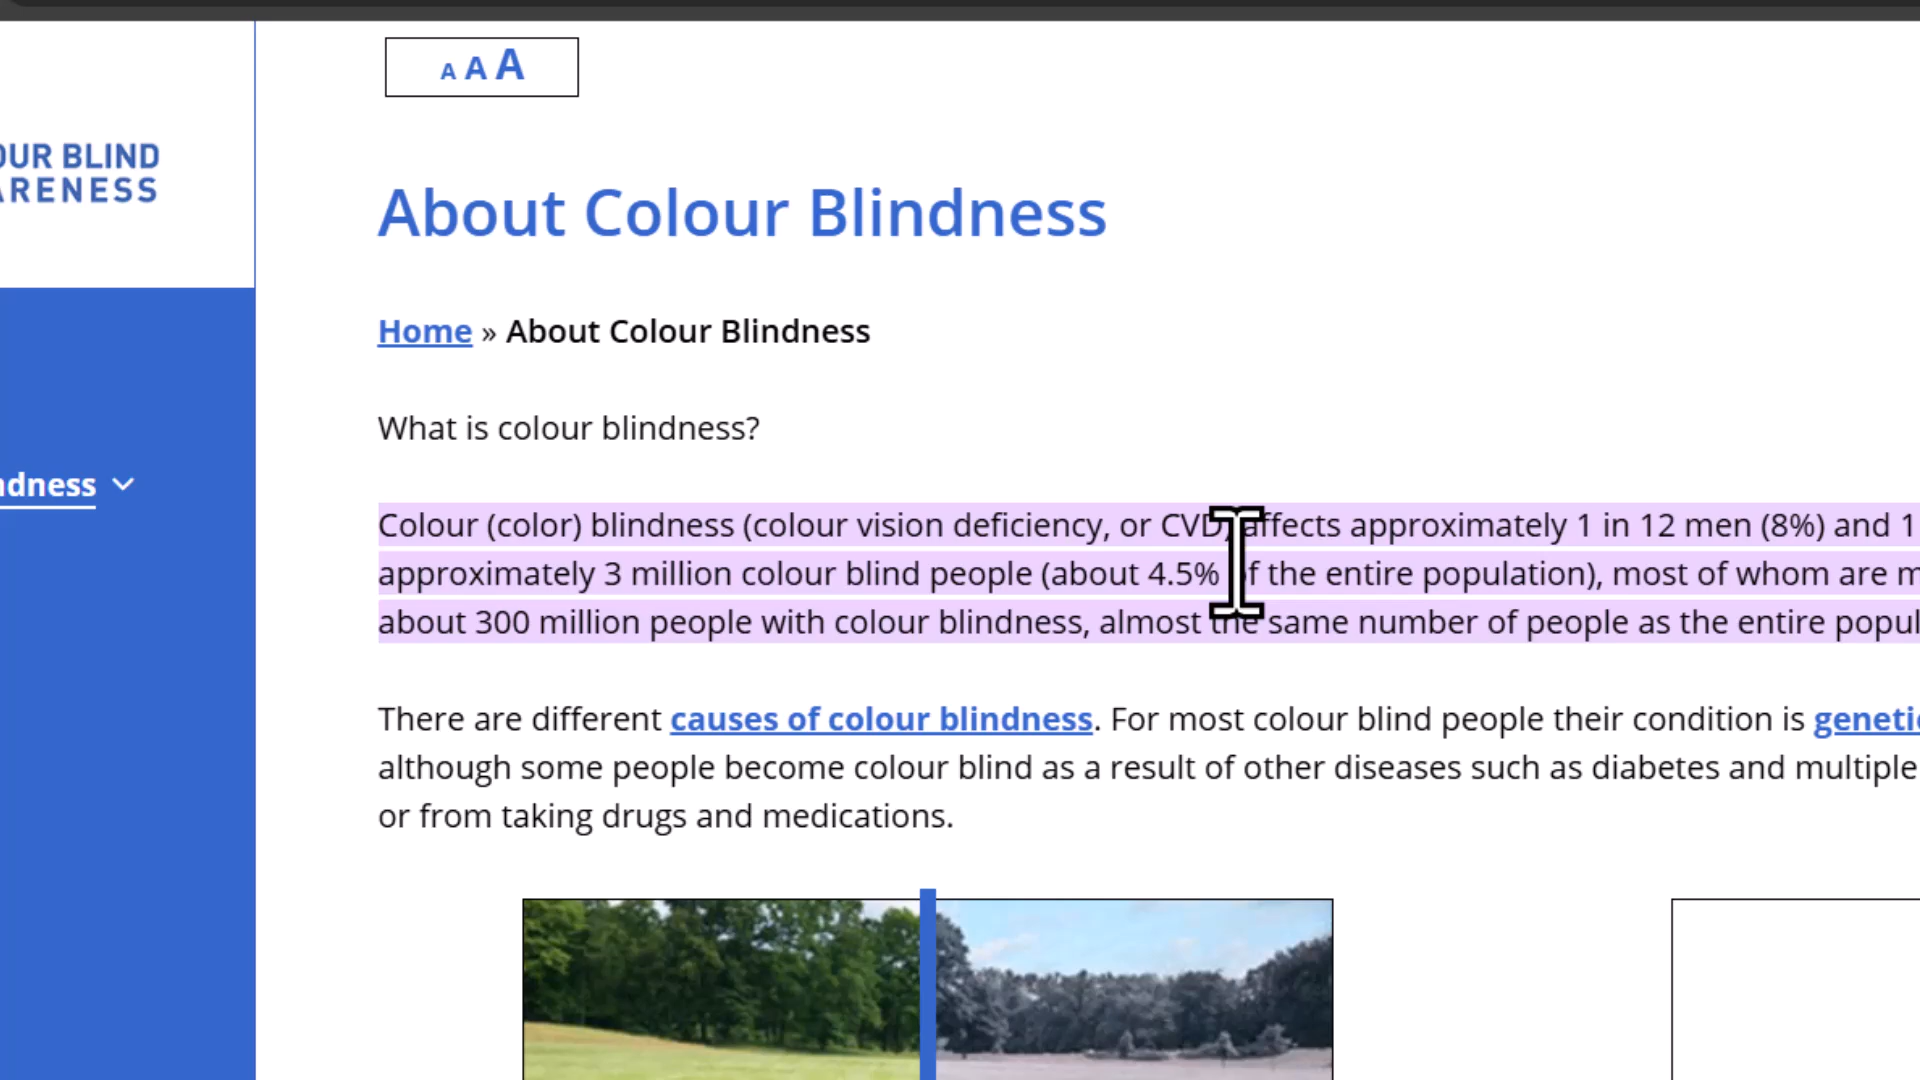 A A A
OUR BLIND
ARENESS
About Colour Blindness
Home » About Colour Blindness
What is colour blindness?
ndness
Colour (color) blindness (colour vision deficiency, or CVD) affects approximately 1 in 12 men (8%) and 1
approximately 3 million colour blind people (about 4.5% of the entire population), most of whom are m
about 300 million people with colour blindness, almost the same number of people as the entire popul
There are different causes of colour blindness. For most colour blind people their condition is genetic
although some people become colour blind as a result of other diseases such as diabetes and multiple
or from taking drugs and medications.